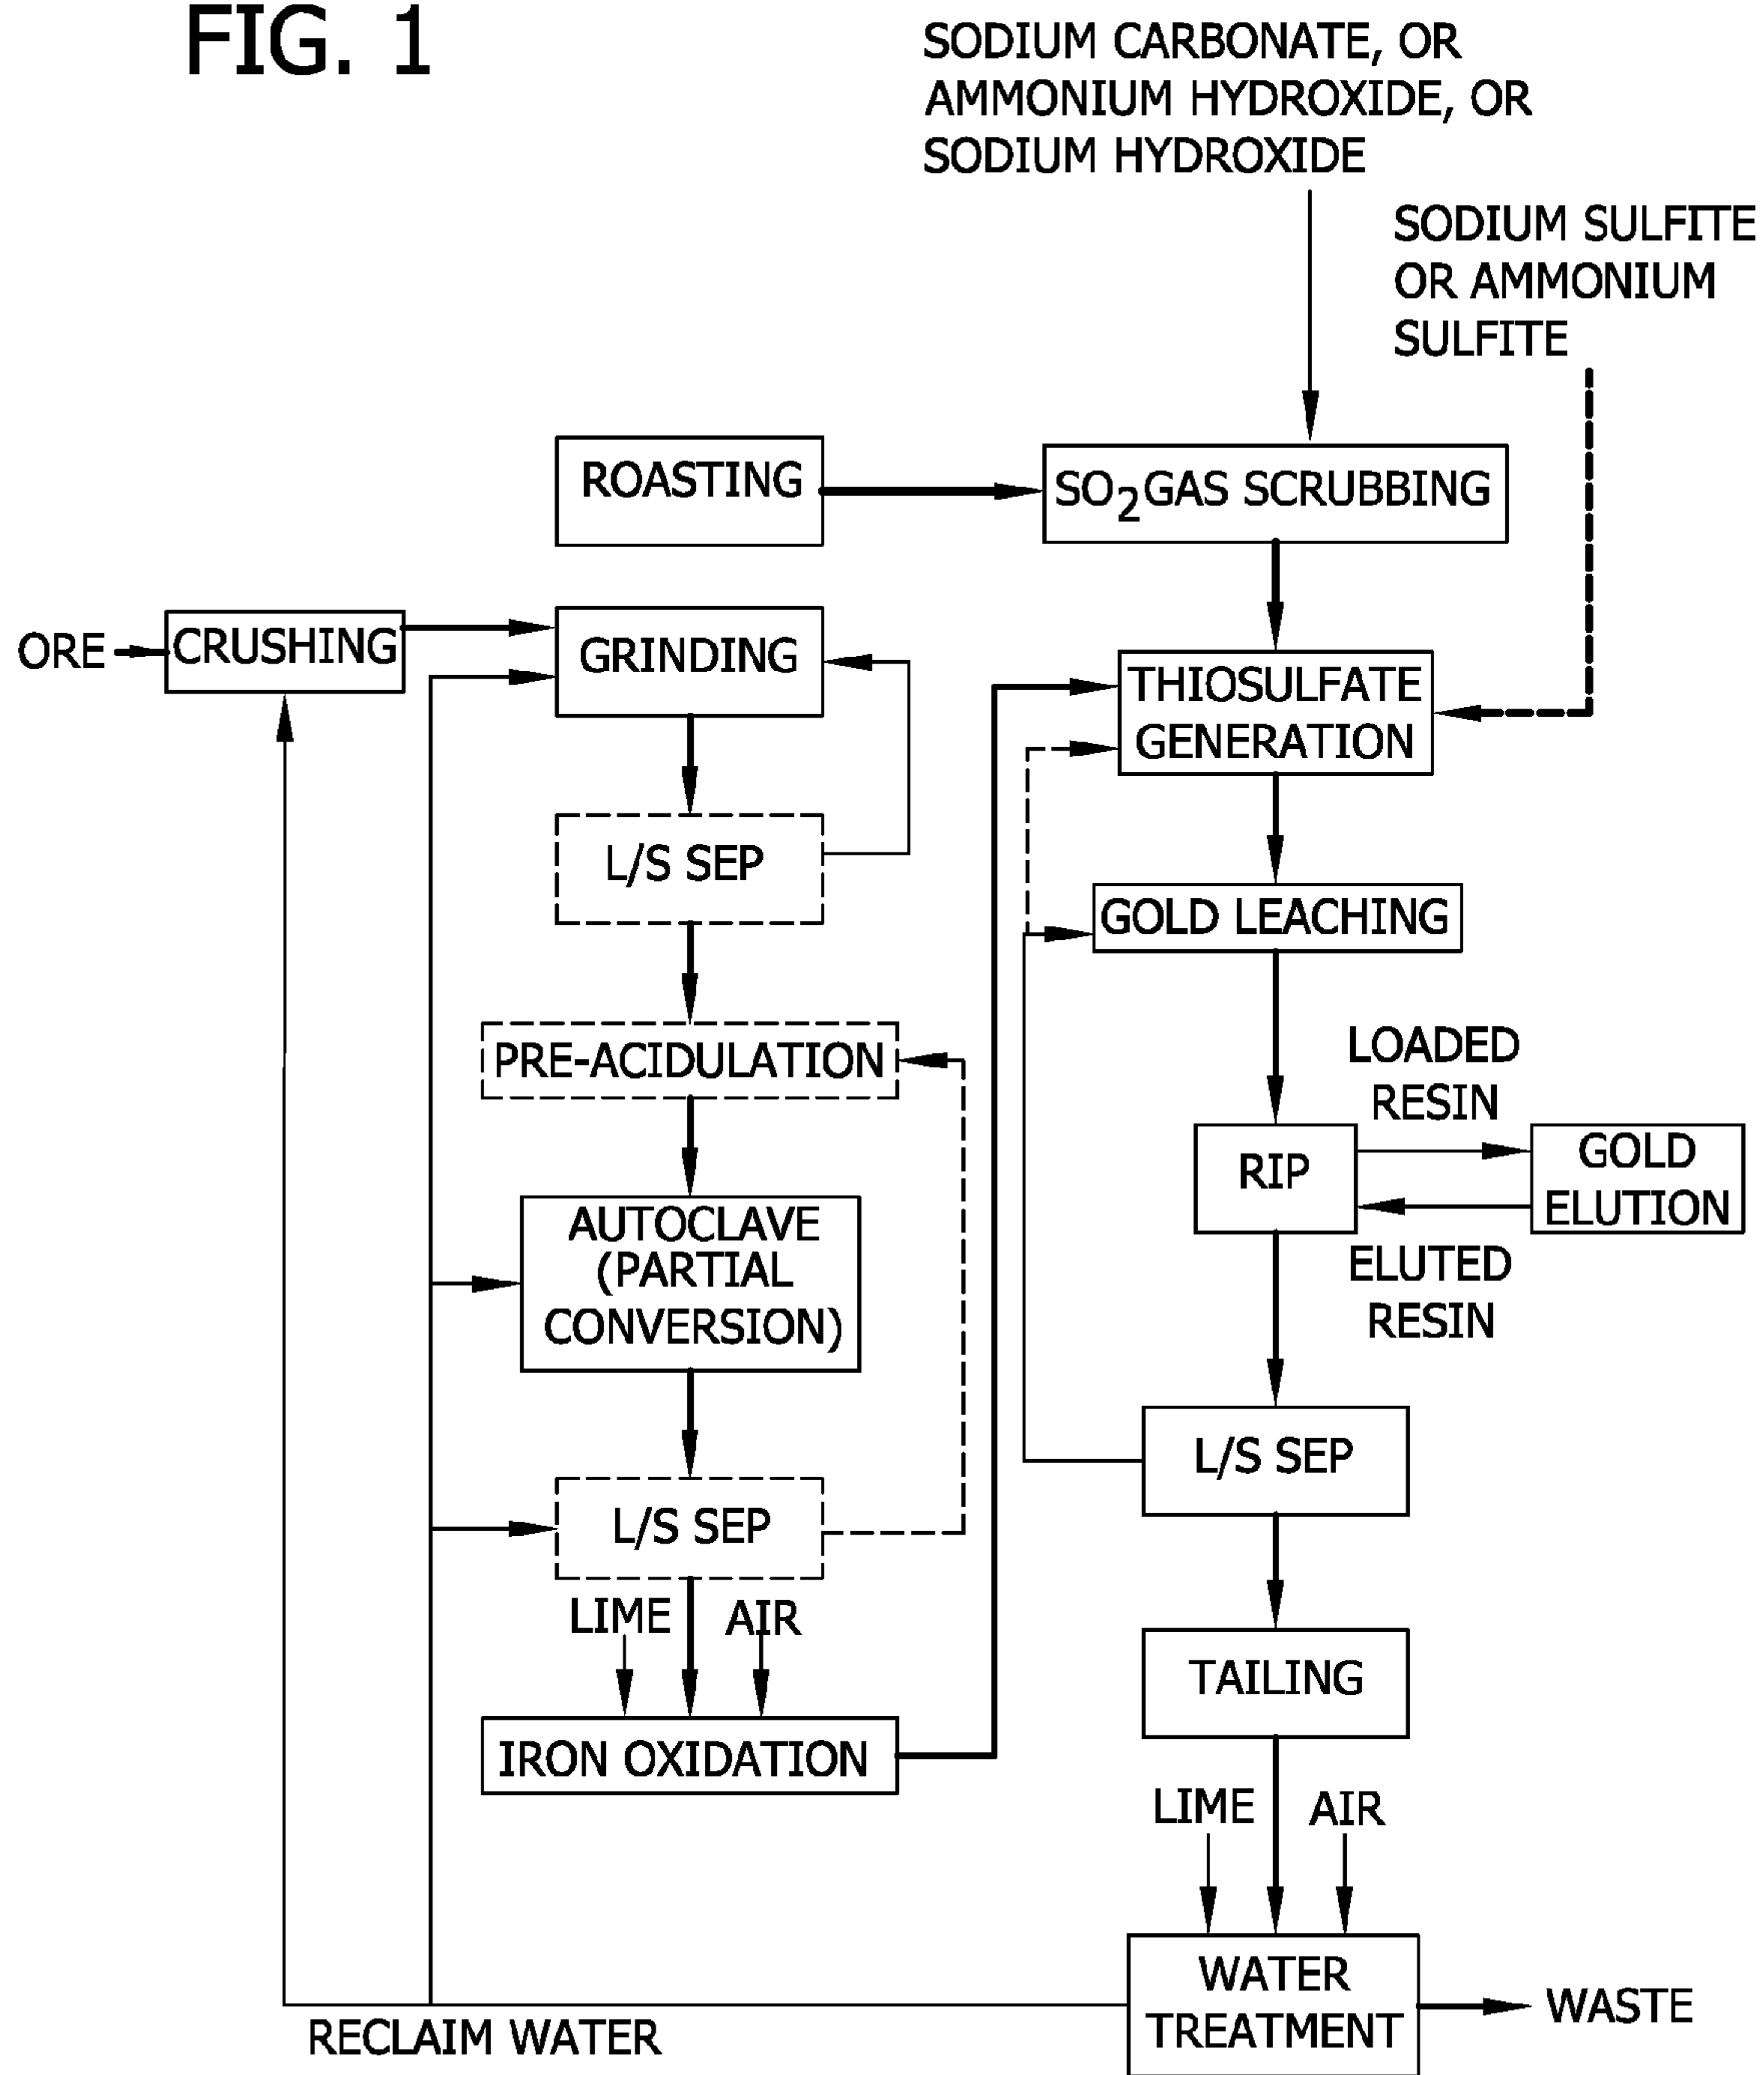 FIG. 1
SODIUM CARBONATE, OR
AMMONIUM HYDROXIDE, OR
SODIUM HYDROXIDE
SODIUM SULFITE
OR AMMONIUM
SULFITE
ROASTING
SO2 GAS SCRUBBING
ORE
CRUSHING
GRINDING
THIOSULFATE
GENERATION
L/S SEP
GOLD LEACHING
PRE-ACIDULATION
LOADED
RESIN
RIP
GOLD
ELUTION
AUTOCLAVE
(PARTIAL
CONVERSION)
ELUTED
RESIN
L/S SEP
L/S SEP
LIME
AIR
TAILING
IRON OXIDATION
LIME
AIR
WATER
TREATMENT
WASTE
RECLAIM WATER